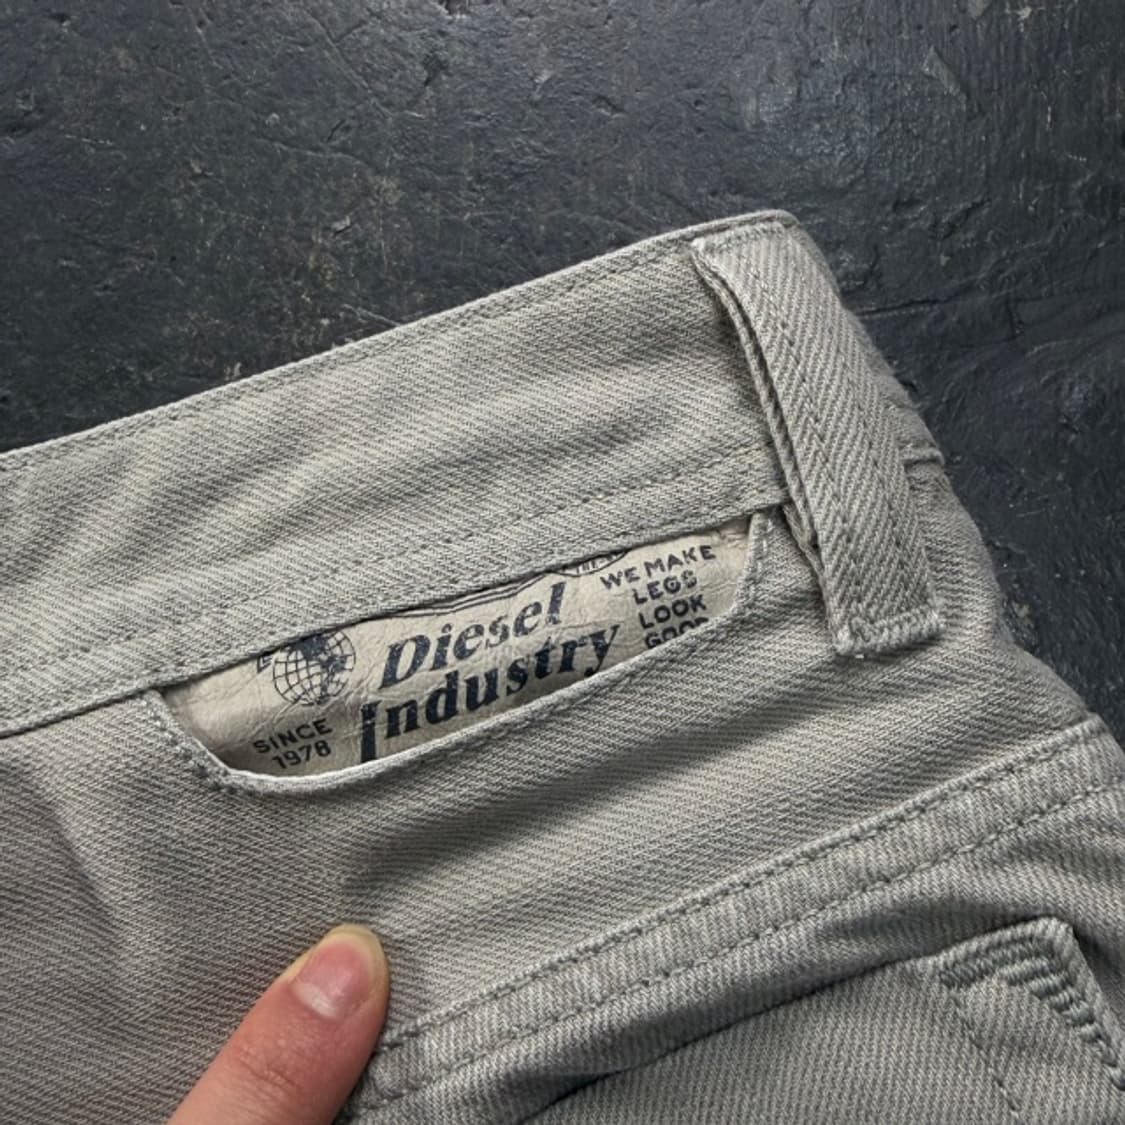 Diesel
Industry
SINCE
1978
WE MAKE
LEGS
LOOK
GOOD